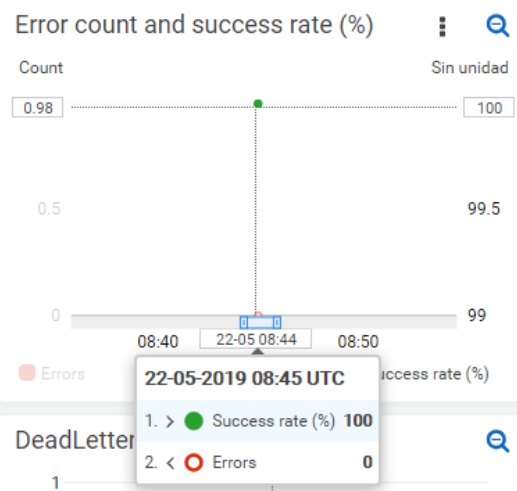 Error count and success rate (%)
Count Sin unidad
0.98 100
0.5 99.5
0 99
08:40 22-05 08:44 08:50
Errors uccess rate (%)
22-05-2019 08:45 UTC
1. > Success rate (%) 100
2. < Errors 0
DeadLetter
1